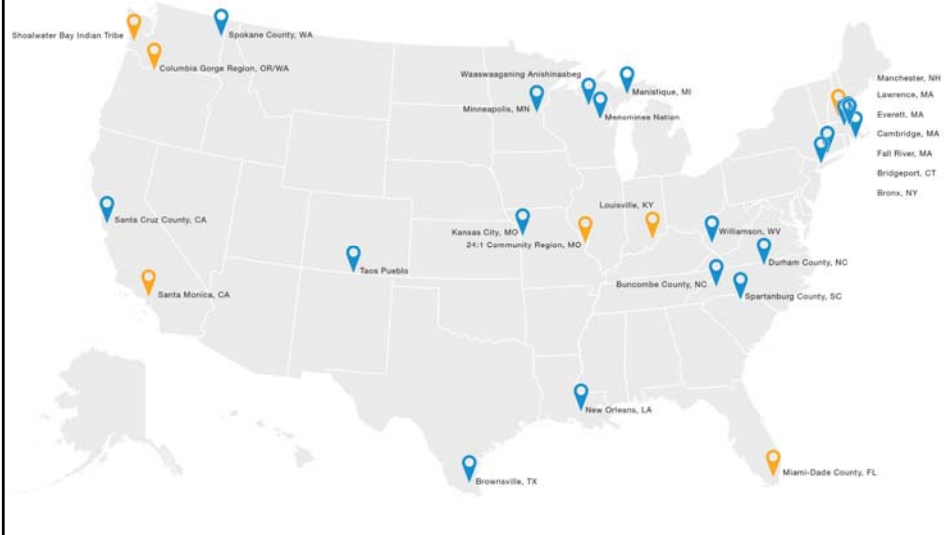 Shoalwater Bay Indian Tribe
Spokane County, WA
Columbia Gorge Region, OR/WA
Waaswaaganing Anishinaabeg
Manistique, MI
Minneapolis, MN
Menominee Nation
Manchester, NH
Lawrence, MA
Everett, MA
Cambridge, MA
Fall River, MA
Bridgeport, CT
Bronx, NY
Santa Cruz County, CA
Louisville, KY
Kansas City, MO
24:1 Community Region, MO
Williamson, WV
Taos Pueblo
Durham County, NC
Buncombe County, NC
Santa Monica, CA
Spartanburg County, SC
New Orleans, LA
Brownsville, TX
Miami-Dade County, FL